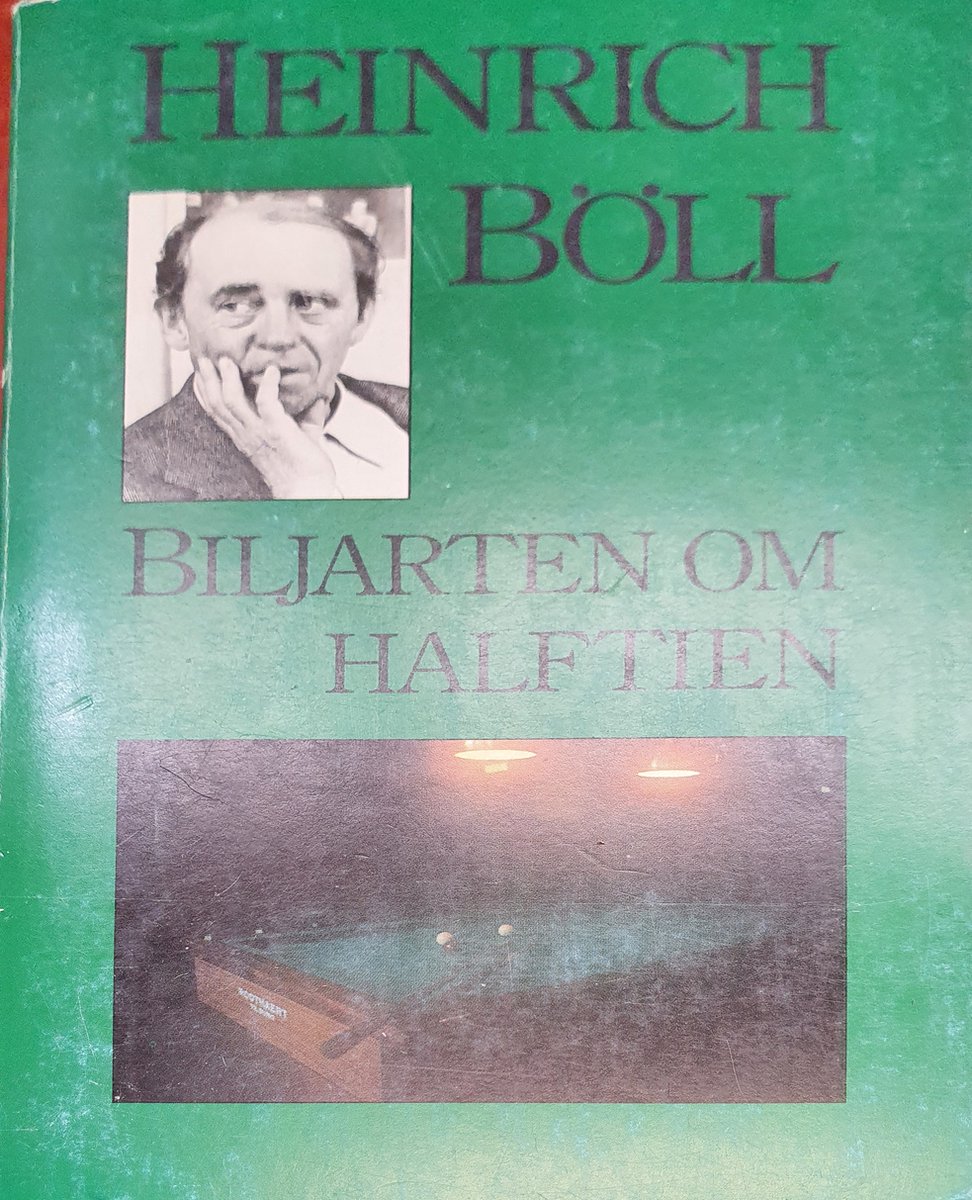 HEINRICH
BÖLL
BILJARTEN OM
HALFTIEN